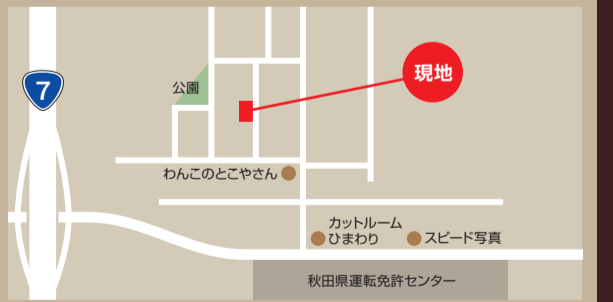 現地
7
公園
わんこのとこやさん
カットルーム
ひまわり
スピード写真
秋田県運転免許センター